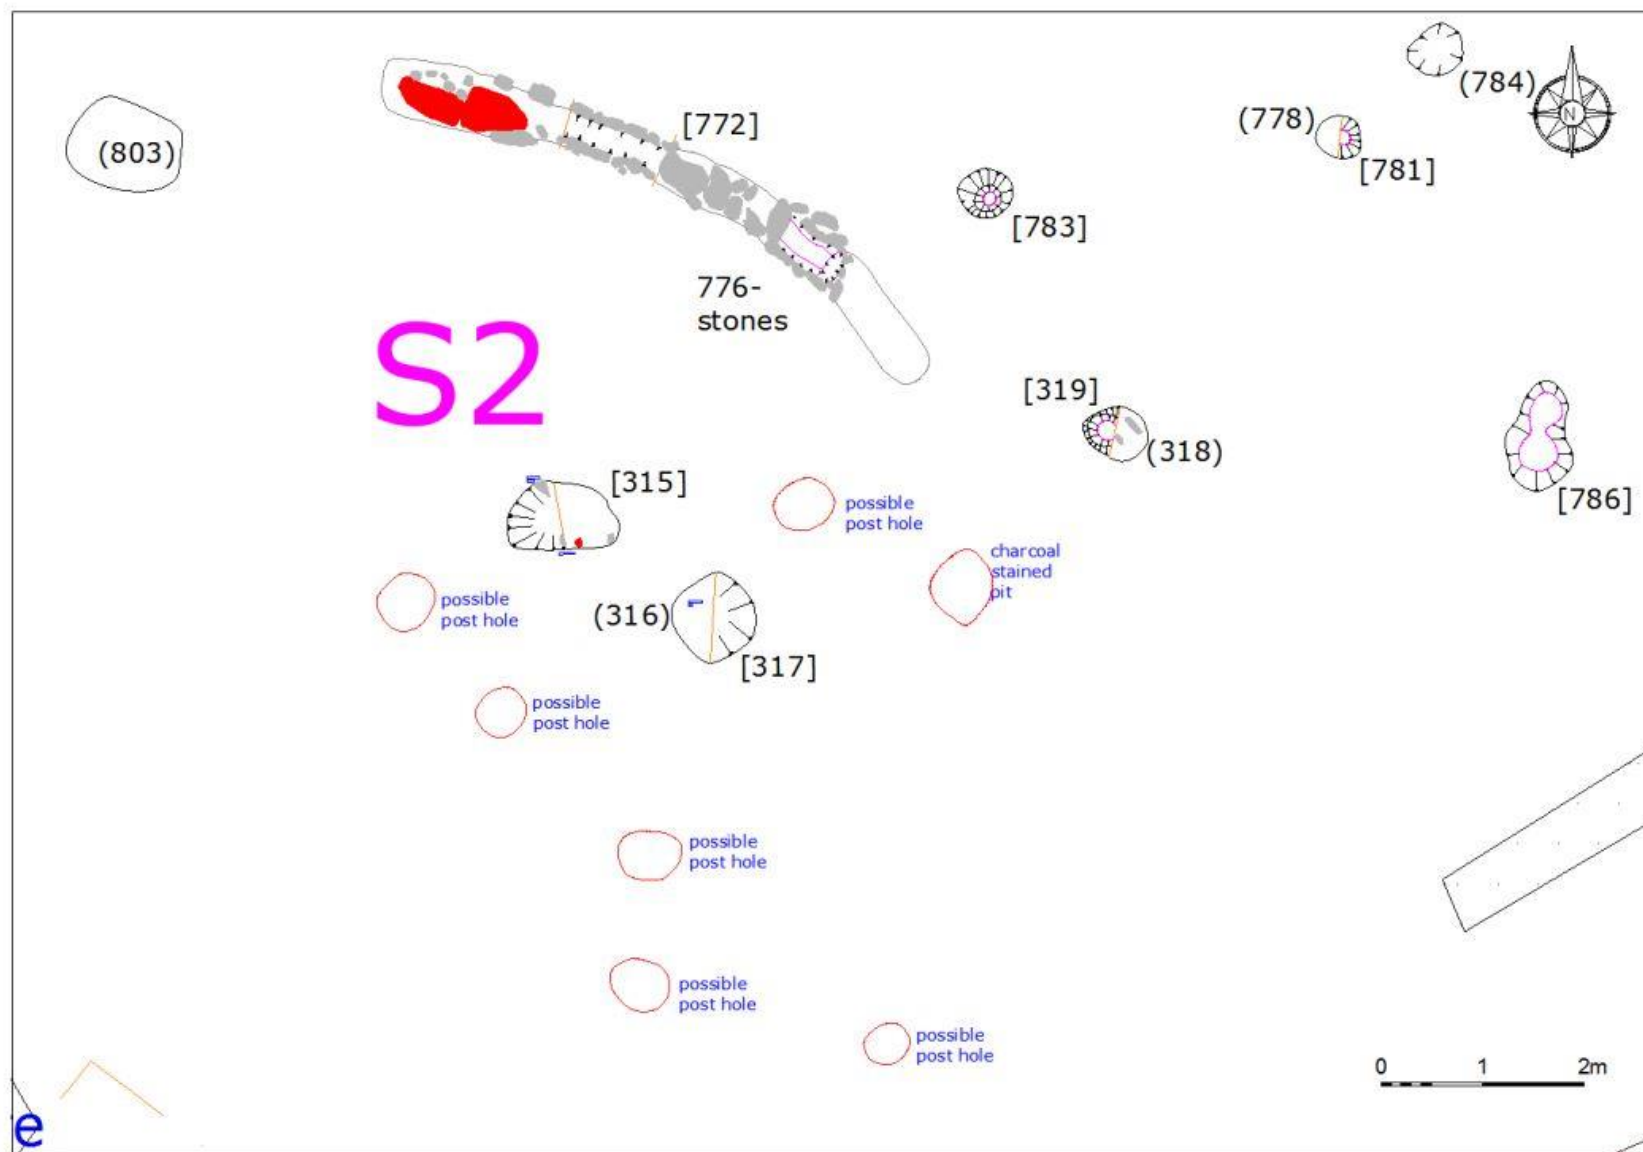 (784)
N
(778)
[772]
(803)
[781]
[783]
776-
stones
S2
[319]
(318)
[315]
[786]
possible
post hole
charcoal
stained
pit
possible
post hole
(316)
[317]
possible
post hole
possible
post hole
possible
post hole
possible
post hole
0 1 2m
e